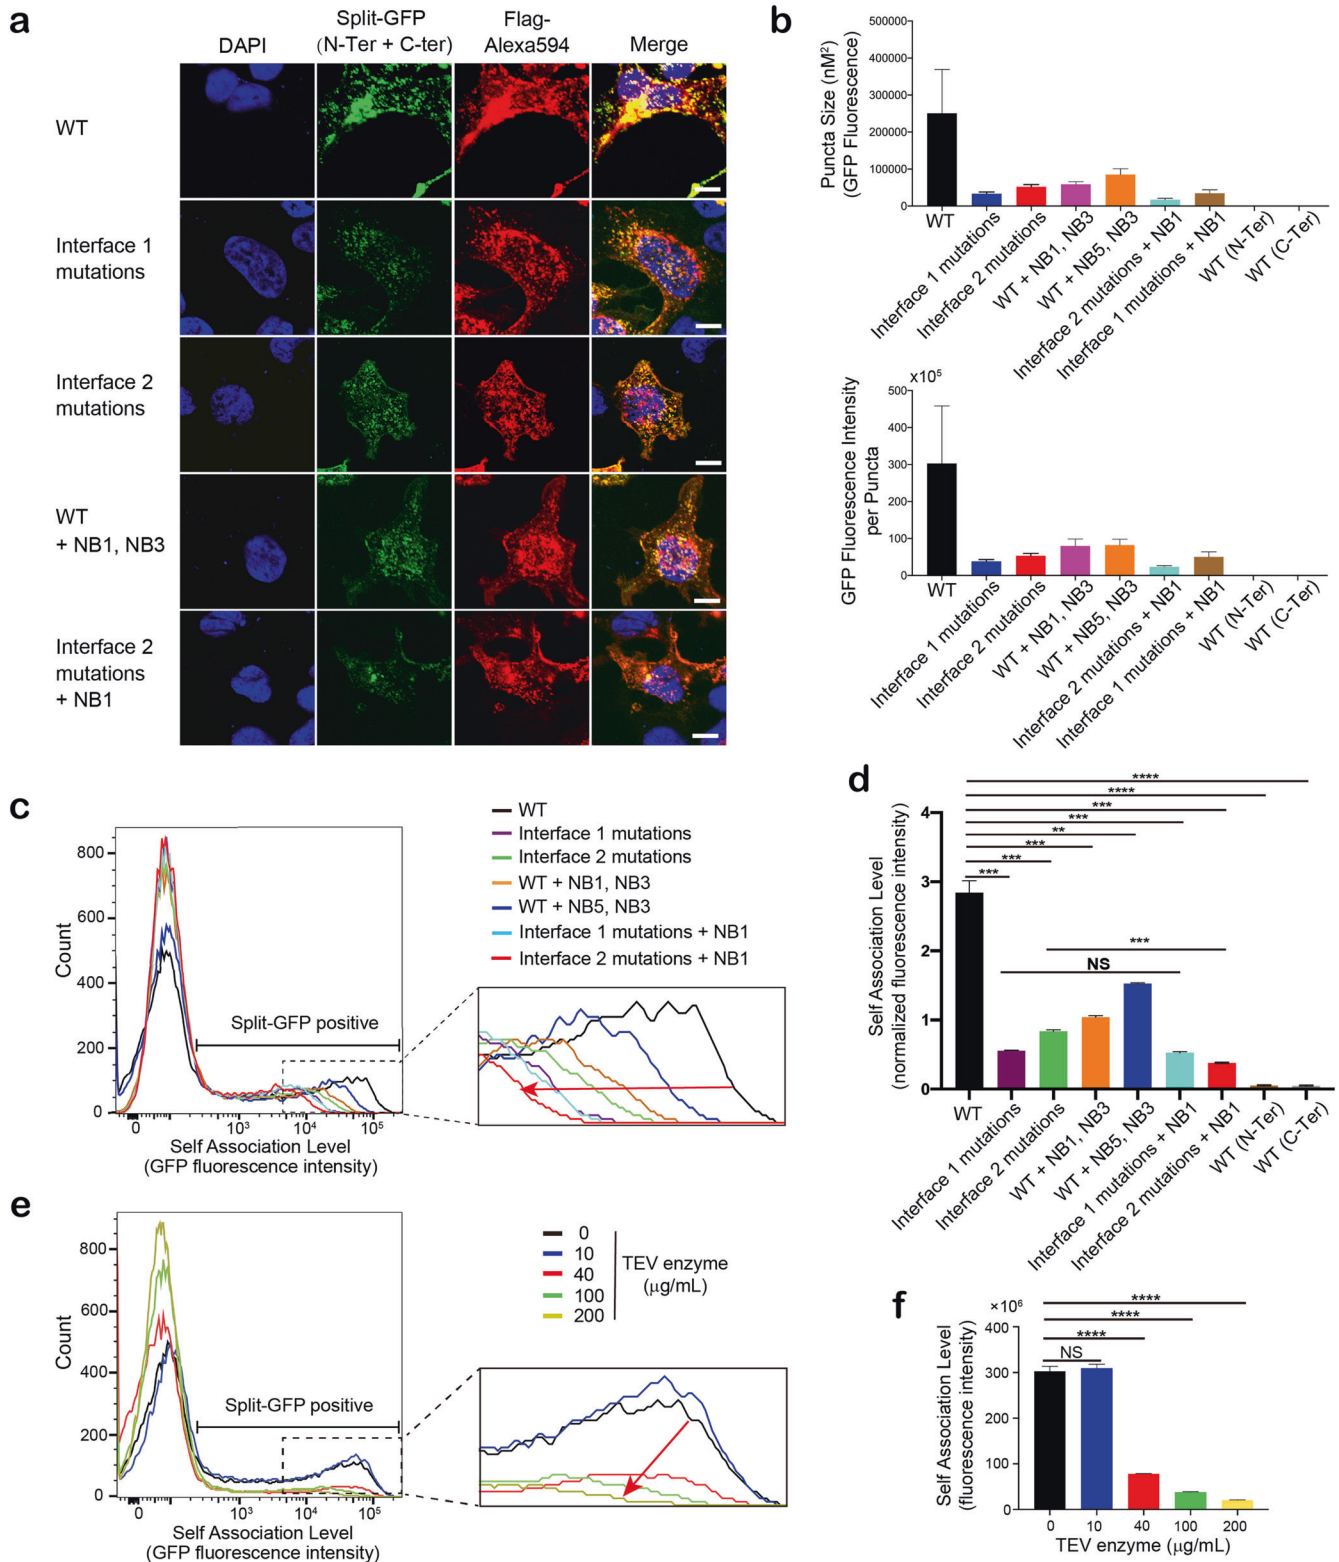 a
DAPI
Split-GFP
(N-Ter + C-ter)
Flag-
Alexa594
Merge
WT
Interface 1
mutations
Interface 2
mutations
WT
+ NB1, NB3
Interface 2
mutations
+ NB1
b
Puncta Size (nM²)
(GFP Fluorescence)
500000
400000
300000
200000
100000
0
WT
Interface 1 mutations
Interface 2 mutations
WT + NB1, NB3
WT + NB5, NB3
Interface 2 mutations + NB1
Interface 1 mutations + NB1
WT (N-Ter)
WT (C-Ter)
GFP Fluorescence Intensity
per Puncta
x10⁵
500
400
300
200
100
0
WT
Interface 1 mutations
Interface 2 mutations
WT + NB1, NB3
WT + NB5, NB3
Interface 2 mutations + NB1
Interface 1 mutations + NB1
WT (N-Ter)
WT (C-Ter)
c
Count
800
600
400
200
0
Split-GFP positive
0
10³
10⁴
10⁵
Self Association Level
(GFP fluorescence intensity)
WT
Interface 1 mutations
Interface 2 mutations
WT + NB1, NB3
WT + NB5, NB3
Interface 1 mutations + NB1
Interface 2 mutations + NB1
d
Self Association Level
(normalized fluorescence intensity)
4
3
2
1
0
****
****
***
***
**
***
***
***
***
NS
WT
Interface 1 mutations
Interface 2 mutations
WT + NB1, NB3
WT + NB5, NB3
Interface 1 mutations + NB1
Interface 2 mutations + NB1
WT (N-Ter)
WT (C-Ter)
e
Count
800
600
400
200
0
Split-GFP positive
0
10³
10⁴
10⁵
Self Association Level
(GFP fluorescence intensity)
0
10
40
100
200
TEV enzyme
(μg/mL)
f
Self Association Level
(fluorescence intensity)
×10⁶
400
300
200
100
0
****
****
****
NS
0
10
40
100
200
TEV enzyme (μg/mL)